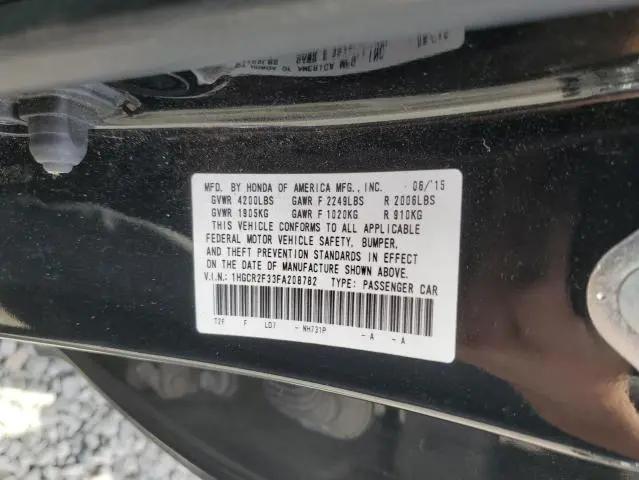 MFD. BY HONDA OF AMERICA MFG., INC. 06/'15
GVWR 4200LBS GAWR F 2249LBS R 2006LBS
GVWR 1905KG GAWR F 1020KG R 910KG
THIS VEHICLE CONFORMS TO ALL APPLICABLE
FEDERAL MOTOR VEHICLE SAFETY, BUMPER,
AND THEFT PREVENTION STANDARDS IN EFFECT
ON THE DATE OF MANUFACTURE SHOWN ABOVE.
V.I.N.: 1HGCR2F33FA208782 TYPE: PASSENGER CAR
T2F F LD7 - NH731P - A - A